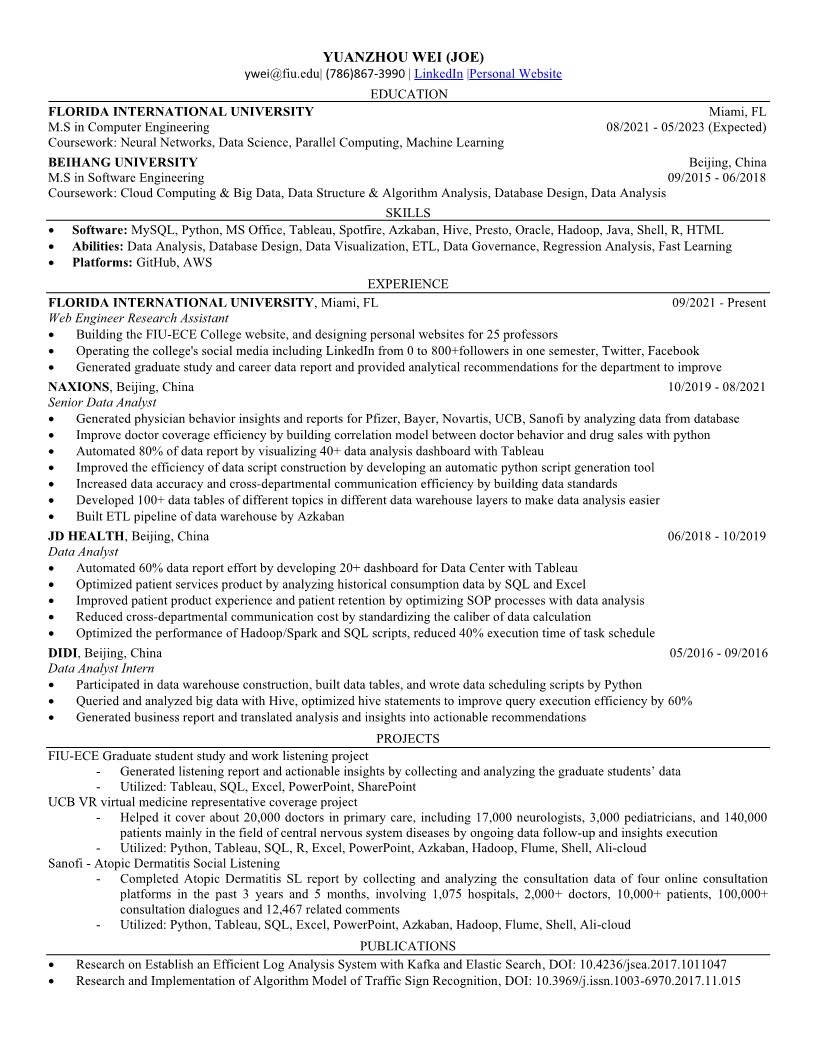 YUANZHOU WEI (JOE)
ywei@fiu.edu| (786)867-3990 | LinkedIn |Personal Website
EDUCATION
FLORIDA INTERNATIONAL UNIVERSITY Miami, FL
M.S in Computer Engineering 08/2021 - 05/2023 (Expected)
Coursework: Neural Networks, Data Science, Parallel Computing, Machine Learning
BEIHANG UNIVERSITY Beijing, China
M.S in Software Engineering 09/2015 - 06/2018
Coursework: Cloud Computing & Big Data, Data Structure & Algorithm Analysis, Database Design, Data Analysis
SKILLS
• Software: MySQL, Python, MS Office, Tableau, Spotfire, Azkaban, Hive, Presto, Oracle, Hadoop, Java, Shell, R, HTML
• Abilities: Data Analysis, Database Design, Data Visualization, ETL, Data Governance, Regression Analysis, Fast Learning
• Platforms: GitHub, AWS
EXPERIENCE
FLORIDA INTERNATIONAL UNIVERSITY, Miami, FL 09/2021 - Present
Web Engineer Research Assistant
• Building the FIU-ECE College website, and designing personal websites for 25 professors
• Operating the college's social media including LinkedIn from 0 to 800+followers in one semester, Twitter, Facebook
• Generated graduate study and career data report and provided analytical recommendations for the department to improve
NAXIONS, Beijing, China 10/2019 - 08/2021
Senior Data Analyst
• Generated physician behavior insights and reports for Pfizer, Bayer, Novartis, UCB, Sanofi by analyzing data from database
• Improve doctor coverage efficiency by building correlation model between doctor behavior and drug sales with python
• Automated 80% of data report by visualizing 40+ data analysis dashboard with Tableau
• Improved the efficiency of data script construction by developing an automatic python script generation tool
• Increased data accuracy and cross-departmental communication efficiency by building data standards
• Developed 100+ data tables of different topics in different data warehouse layers to make data analysis easier
• Built ETL pipeline of data warehouse by Azkaban
JD HEALTH, Beijing, China 06/2018 - 10/2019
Data Analyst
• Automated 60% data report effort by developing 20+ dashboard for Data Center with Tableau
• Optimized patient services product by analyzing historical consumption data by SQL and Excel
• Improved patient product experience and patient retention by optimizing SOP processes with data analysis
• Reduced cross-departmental communication cost by standardizing the caliber of data calculation
• Optimized the performance of Hadoop/Spark and SQL scripts, reduced 40% execution time of task schedule
DIDI, Beijing, China 05/2016 - 09/2016
Data Analyst Intern
• Participated in data warehouse construction, built data tables, and wrote data scheduling scripts by Python
• Queried and analyzed big data with Hive, optimized hive statements to improve query execution efficiency by 60%
• Generated business report and translated analysis and insights into actionable recommendations
PROJECTS
FIU-ECE Graduate student study and work listening project
- Generated listening report and actionable insights by collecting and analyzing the graduate students’ data
- Utilized: Tableau, SQL, Excel, PowerPoint, SharePoint
UCB VR virtual medicine representative coverage project
- Helped it cover about 20,000 doctors in primary care, including 17,000 neurologists, 3,000 pediatricians, and 140,000
patients mainly in the field of central nervous system diseases by ongoing data follow-up and insights execution
- Utilized: Python, Tableau, SQL, R, Excel, PowerPoint, Azkaban, Hadoop, Flume, Shell, Ali-cloud
Sanofi - Atopic Dermatitis Social Listening
- Completed Atopic Dermatitis SL report by collecting and analyzing the consultation data of four online consultation
platforms in the past 3 years and 5 months, involving 1,075 hospitals, 2,000+ doctors, 10,000+ patients, 100,000+
consultation dialogues and 12,467 related comments
- Utilized: Python, Tableau, SQL, Excel, PowerPoint, Azkaban, Hadoop, Flume, Shell, Ali-cloud
PUBLICATIONS
• Research on Establish an Efficient Log Analysis System with Kafka and Elastic Search, DOI: 10.4236/jsea.2017.1011047
• Research and Implementation of Algorithm Model of Traffic Sign Recognition, DOI: 10.3969/j.issn.1003-6970.2017.11.015